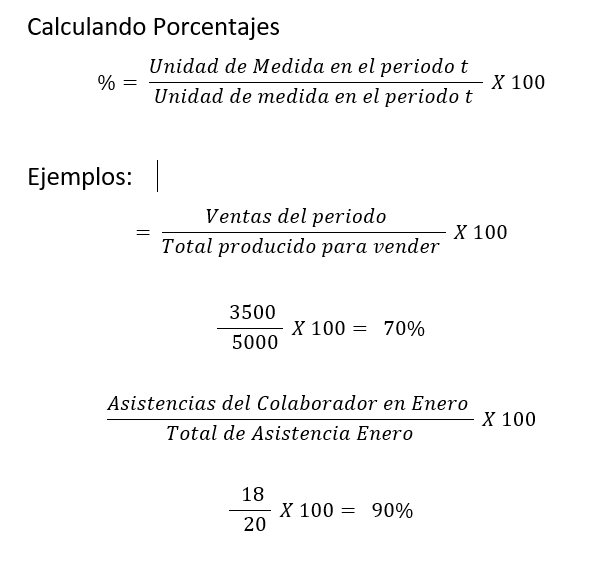 Calculando Porcentajes
% = Unidad de Medida en el periodo t / Unidad de medida en el periodo t X 100
Ejemplos:
= Ventas del periodo / Total producido para vender X 100
3500 / 5000 X 100 = 70%
Asistencias del Colaborador en Enero / Total de Asistencia Enero X 100
18 / 20 X 100 = 90%